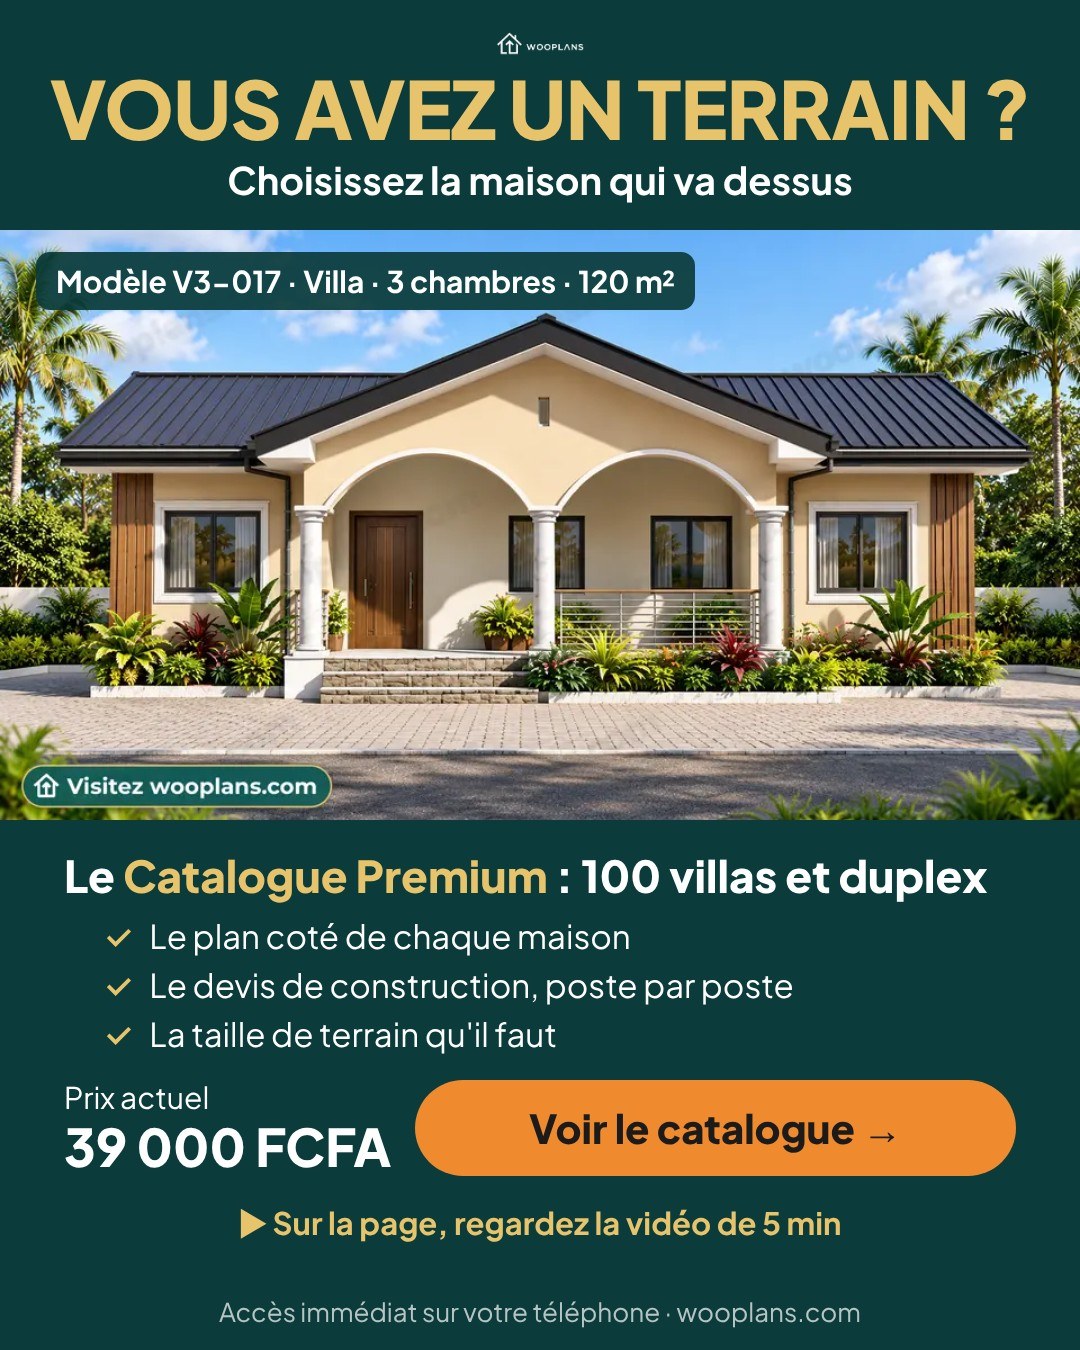 WOOPLANS
VOUS AVEZ UN TERRAIN ?
Choisissez la maison qui va dessus
Modèle V3-017 · Villa · 3 chambres · 120 m²
Visitez wooplans.com
Le Catalogue Premium : 100 villas et duplex
✓ Le plan coté de chaque maison
✓ Le devis de construction, poste par poste
✓ La taille de terrain qu'il faut
Prix actuel
39 000 FCFA
Voir le catalogue →
▶ Sur la page, regardez la vidéo de 5 min
Accès immédiat sur votre téléphone · wooplans.com